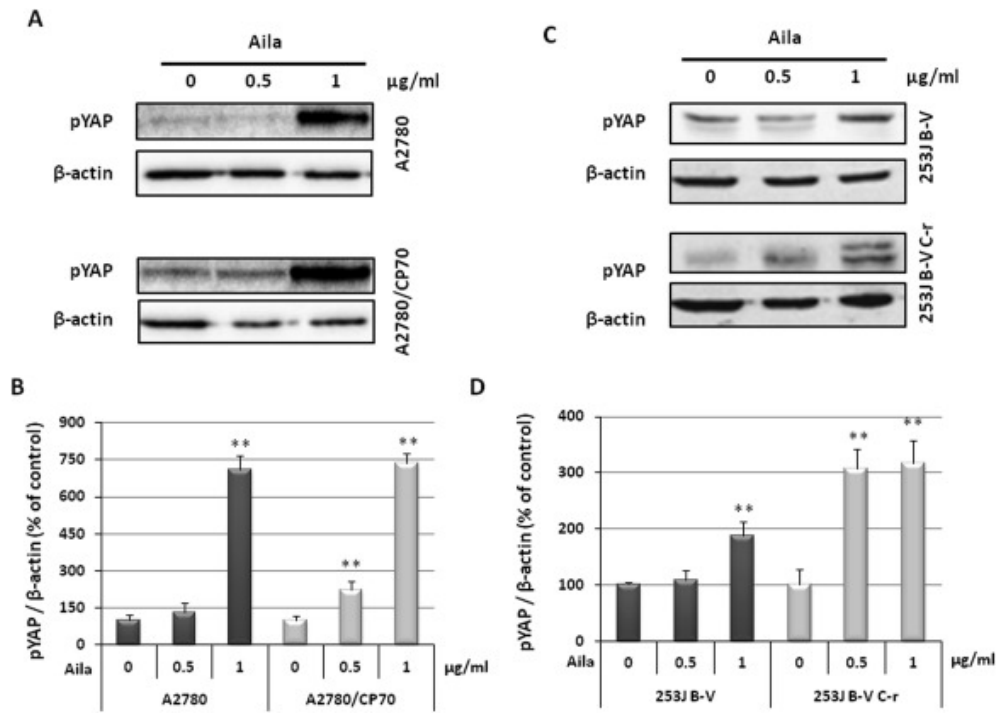 A
Aila
0 0.5 1 μg/ml
pYAP
β-actin
A2780
pYAP
β-actin
A2780/CP70
C
Aila
0 0.5 1 μg/ml
pYAP
β-actin
253J B-V
pYAP
β-actin
253J B-V C-r
B
pYAP / β-actin (% of control)
900
750
600
450
300
150
0
**
**
**
Aila 0 0.5 1 0 0.5 1 μg/ml
A2780 A2780/CP70
D
pYAP / β-actin (% of control)
400
300
200
100
0
**
**
**
Aila 0 0.5 1 0 0.5 1 μg/ml
253J B-V 253J B-V C-r